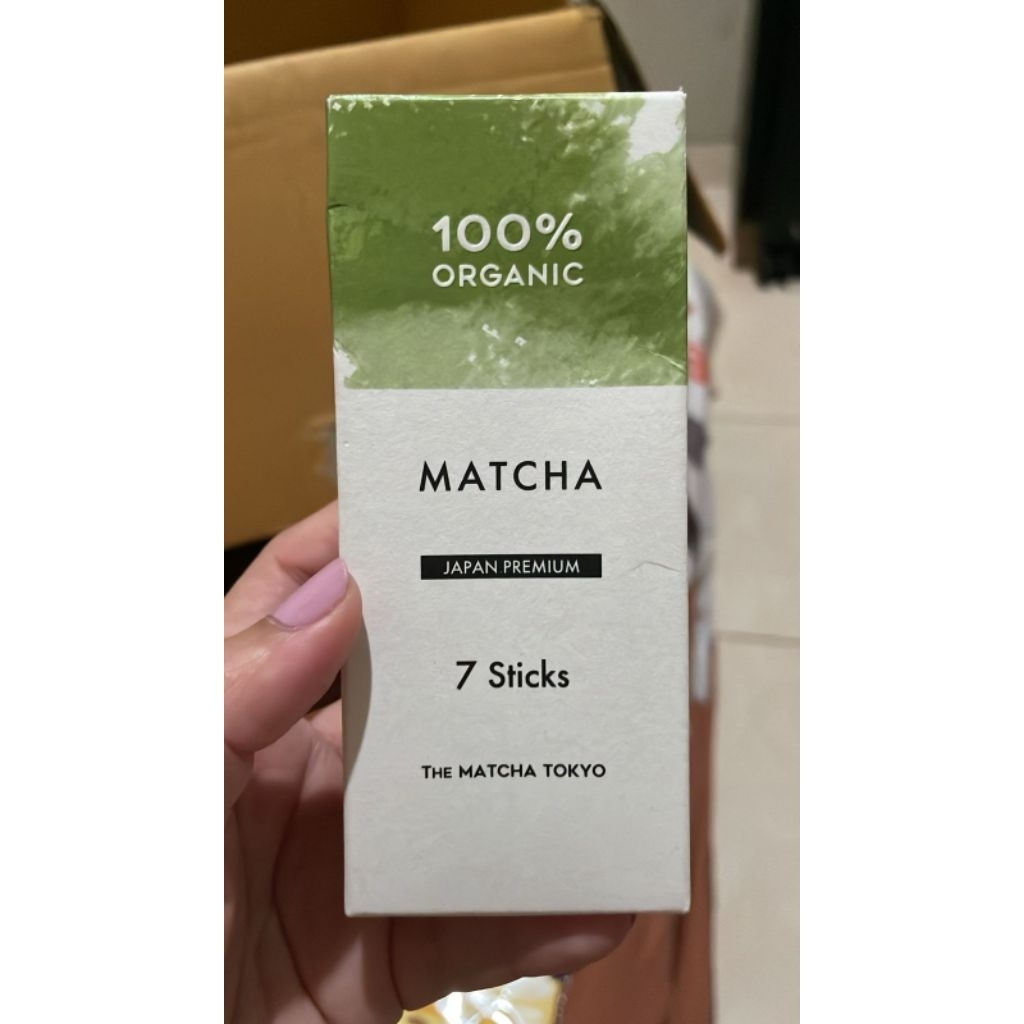 100%
ORGANIC
MATCHA
JAPAN PREMIUM
7 Sticks
THE MATCHA TOKYO